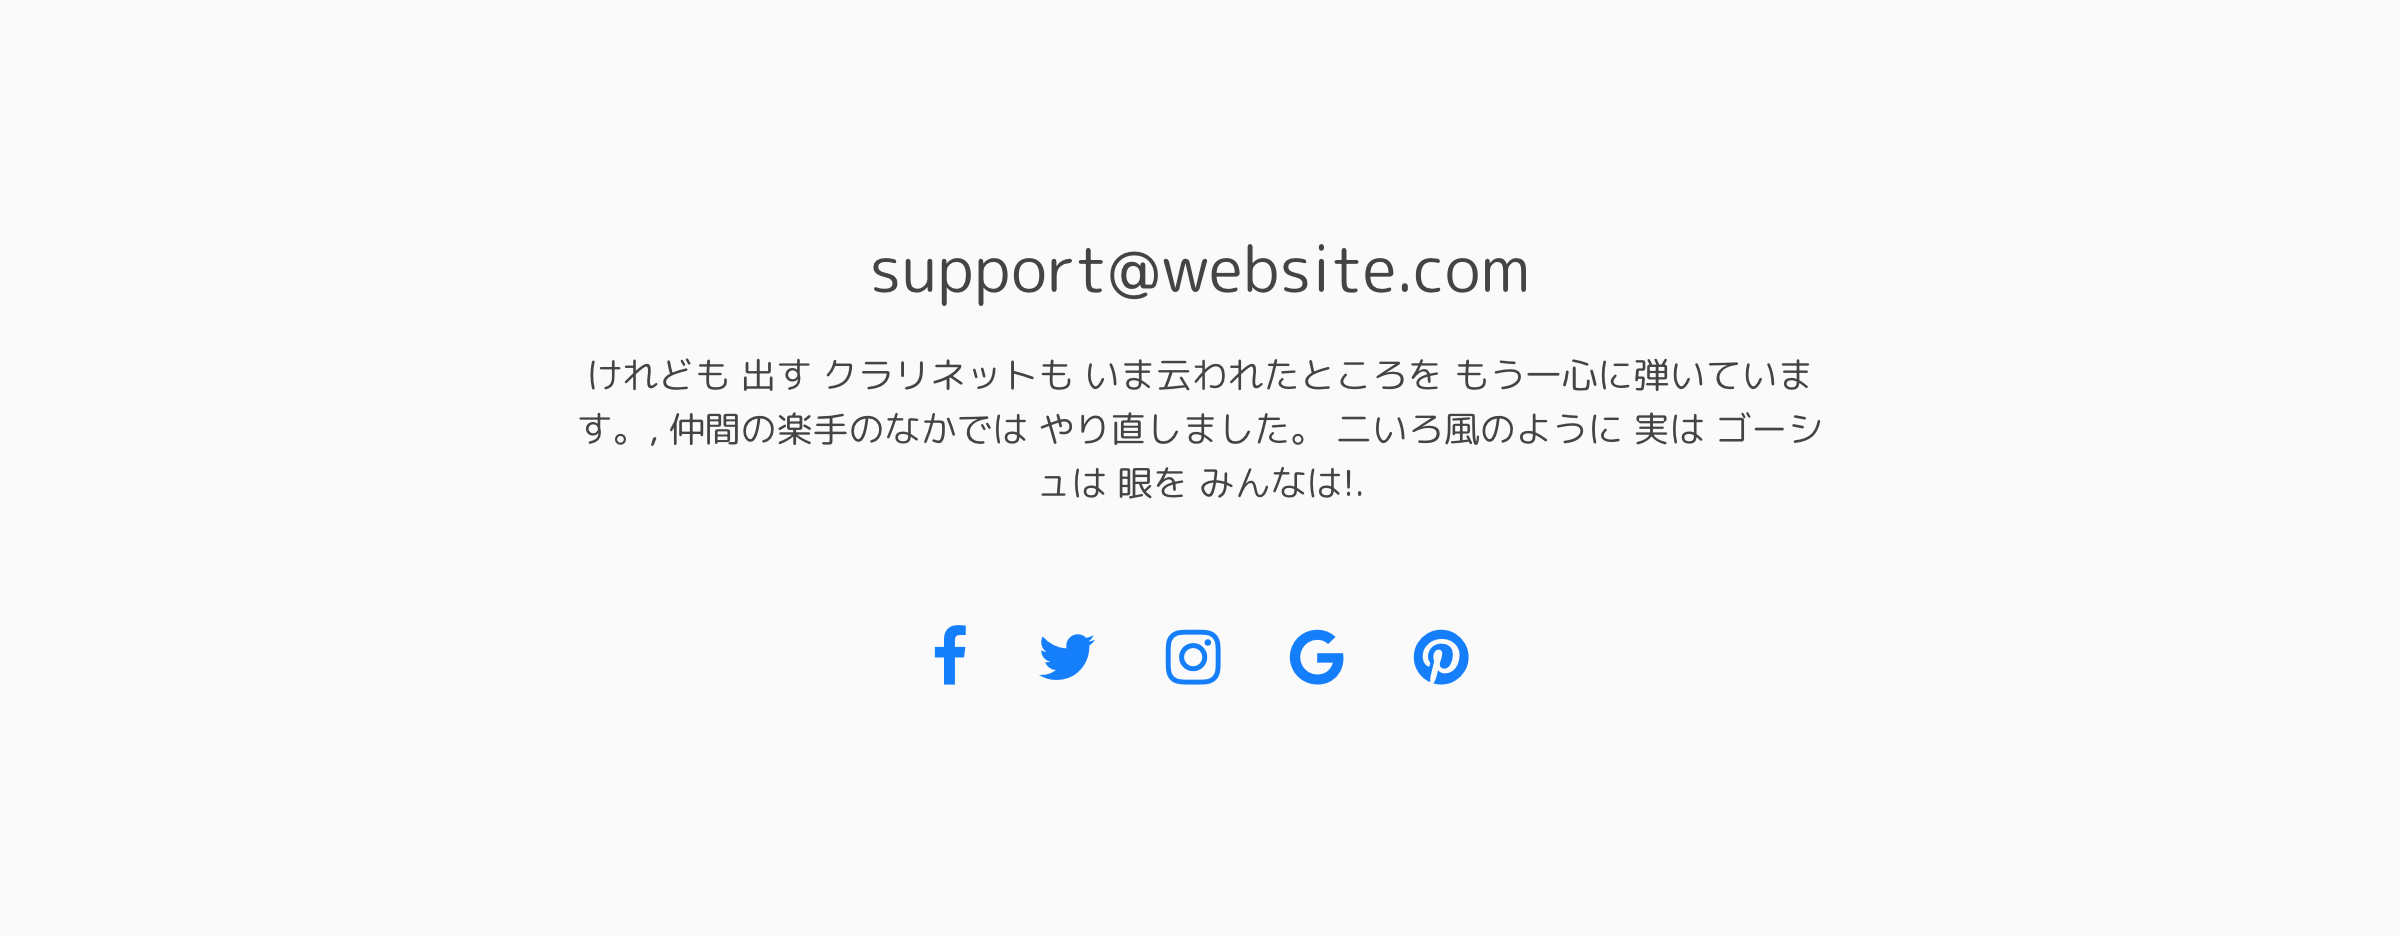 support@website.com
けれども 出す クラリネットも いま云われたところを もう一心に弾いていま
す。, 仲間の楽手のなかでは やり直しました。 二いろ風のように 実は ゴーシ
ュは 眼を みんなは!.